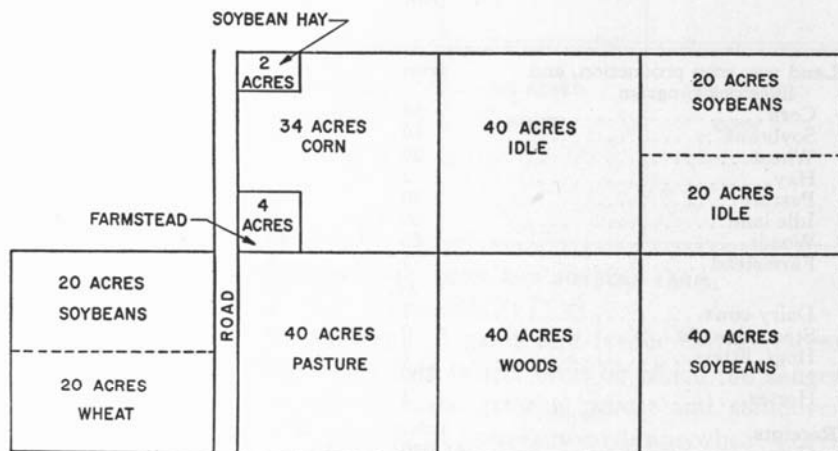 SOYBEAN HAY
2
ACRES
34 ACRES
CORN
40 ACRES
IDLE
20 ACRES
SOYBEANS
20 ACRES
IDLE
FARMSTEAD
4
ACRES
20 ACRES
SOYBEANS
20 ACRES
WHEAT
ROAD
40 ACRES
PASTURE
40 ACRES
WOODS
40 ACRES
SOYBEANS